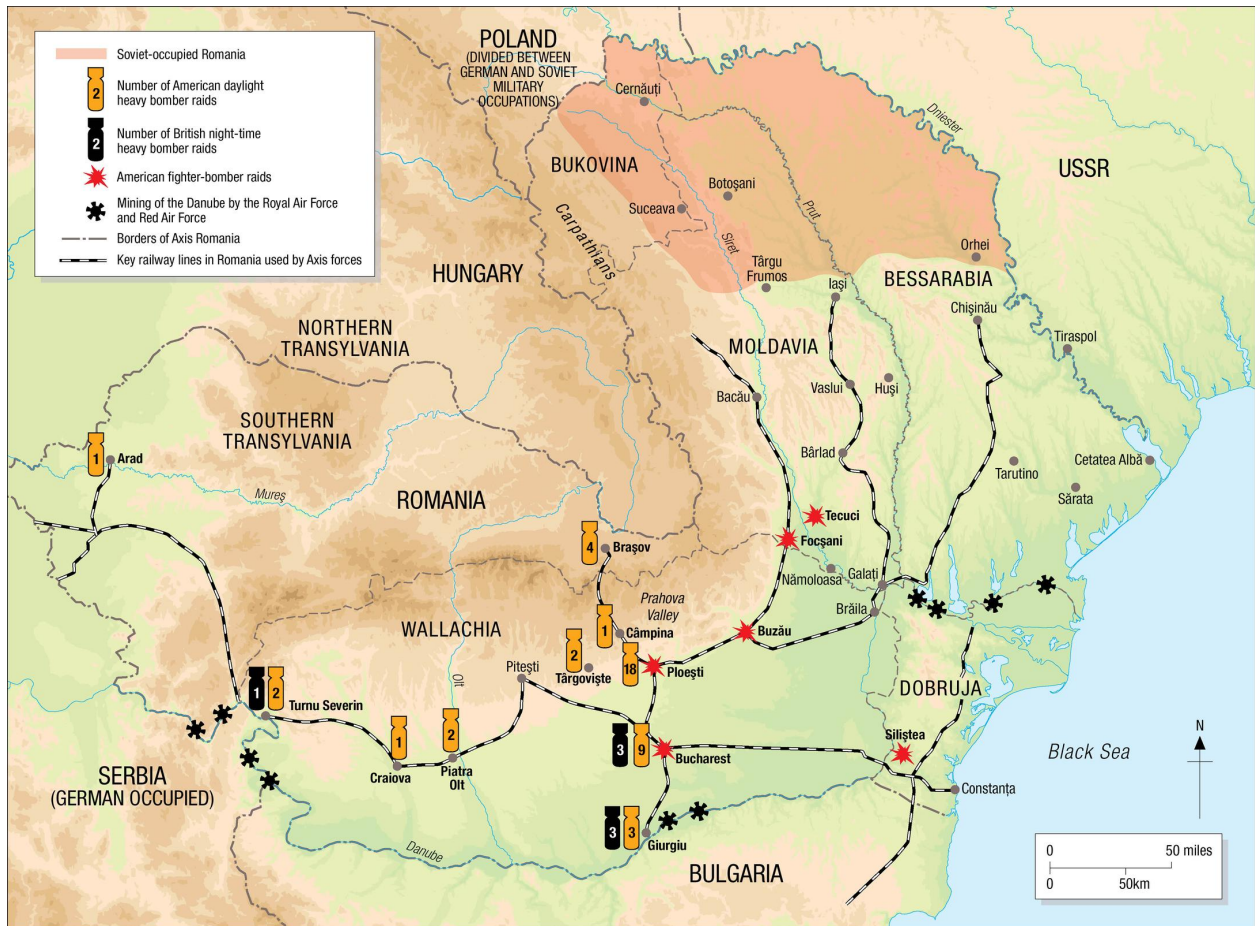 Soviet-occupied Romania
2
Number of American daylight
heavy bomber raids
2
Number of British night-time
heavy bomber raids
American fighter-bomber raids
Mining of the Danube by the Royal Air Force
and Red Air Force
Borders of Axis Romania
Key railway lines in Romania used by Axis forces
POLAND
(DIVIDED BETWEEN
GERMAN AND SOVIET
MILITARY
OCCUPATIONS)
Cernăuți
Dniester
USSR
BUKOVINA
Botoșani
Suceava
Prut
Siret
Carpathians
Orhei
HUNGARY
Târgu
Frumos
Iași
BESSARABIA
Chișinău
NORTHERN
TRANSYLVANIA
MOLDAVIA
Tiraspol
Vaslui
Huși
Bacău
SOUTHERN
TRANSYLVANIA
1
Arad
Bârlad
Tarutino
Cetatea Albă
Sărata
Mureș
ROMANIA
Tecuci
Focșani
4
Brașov
Nămoloasa
Galați
Prahova
Valley
Brăila
1
Câmpina
Buzău
WALLACHIA
2
Târgoviște
18
Ploești
Pitești
Olt
DOBRUJA
1
2
Turnu Severin
Siliștea
1
Craiova
2
Piatra
Olt
3
9
Bucharest
Black Sea
N
SERBIA
(GERMAN OCCUPIED)
Constanța
3
3
Giurgiu
Danube
BULGARIA
0
50 miles
0
50km